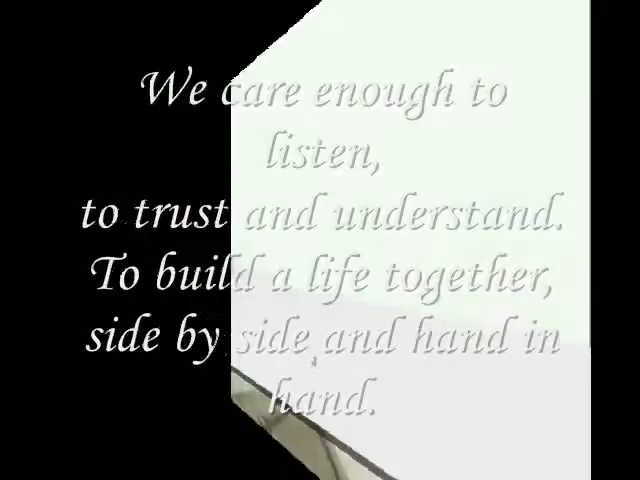 We care enough to
listen,
to trust and understand.
To build a life together,
side by side and hand in
hand.